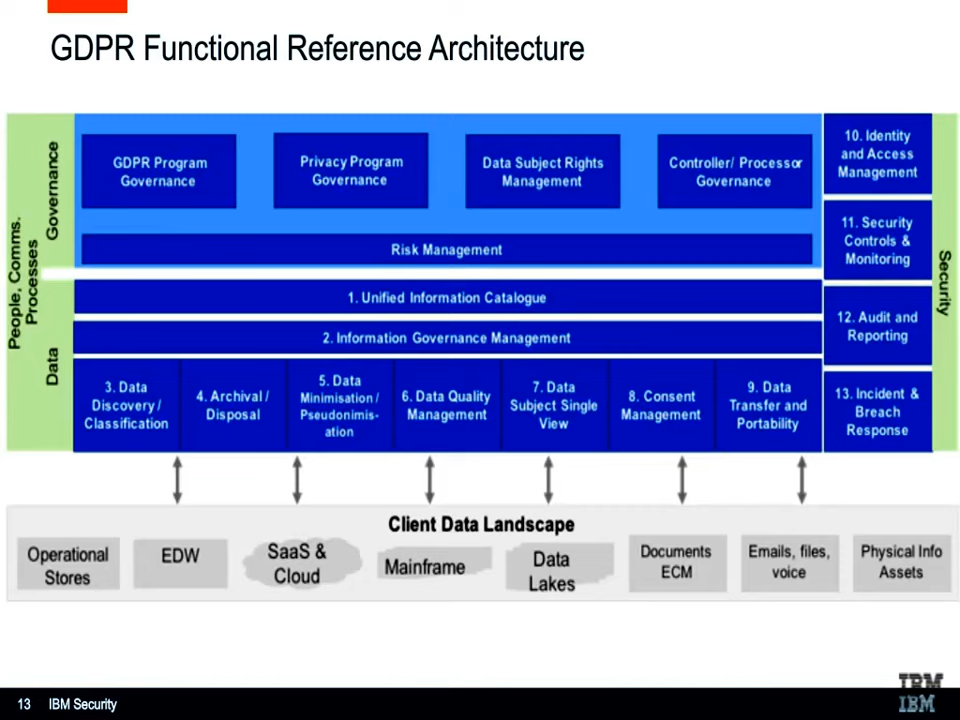 GDPR Functional Reference Architecture
People, Comms.
Processes
Governance
GDPR Program
Governance
Privacy Program
Governance
Data Subject Rights
Management
Controller/ Processor
Governance
Risk Management
Data
1. Unified Information Catalogue
2. Information Governance Management
3. Data
Discovery /
Classification
4. Archival /
Disposal
5. Data
Minimisation /
Pseudonimis-
ation
6. Data Quality
Management
7. Data
Subject Single
View
8. Consent
Management
9. Data
Transfer and
Portability
10. Identity
and Access
Management
11. Security
Controls &
Monitoring
12. Audit and
Reporting
13. Incident &
Breach
Response
Security
Client Data Landscape
Operational
Stores
EDW
SaaS &
Cloud
Mainframe
Data
Lakes
Documents
ECM
Emails, files,
voice
Physical Info
Assets
13 IBM Security
IBM
IBM